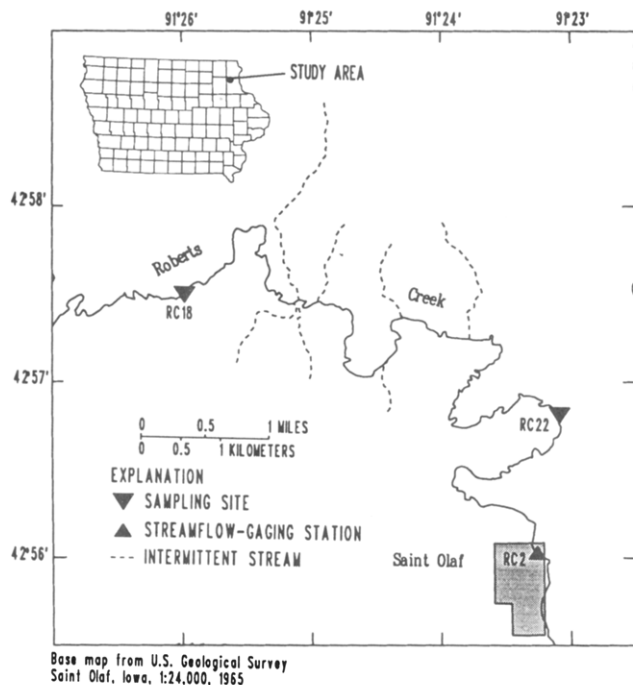 91°26' 91°25' 91°24' 91°23'
STUDY AREA
42°58'
Roberts
Creek
RC18
42°57'
RC22
0 0.5 1 MILES
0 0.5 1 KILOMETERS
EXPLANATION
SAMPLING SITE
STREAMFLOW-GAGING STATION
INTERMITTENT STREAM
42°56'
Saint Olaf
RC2
Base map from U.S. Geological Survey
Saint Olaf, Iowa, 1:24,000, 1965